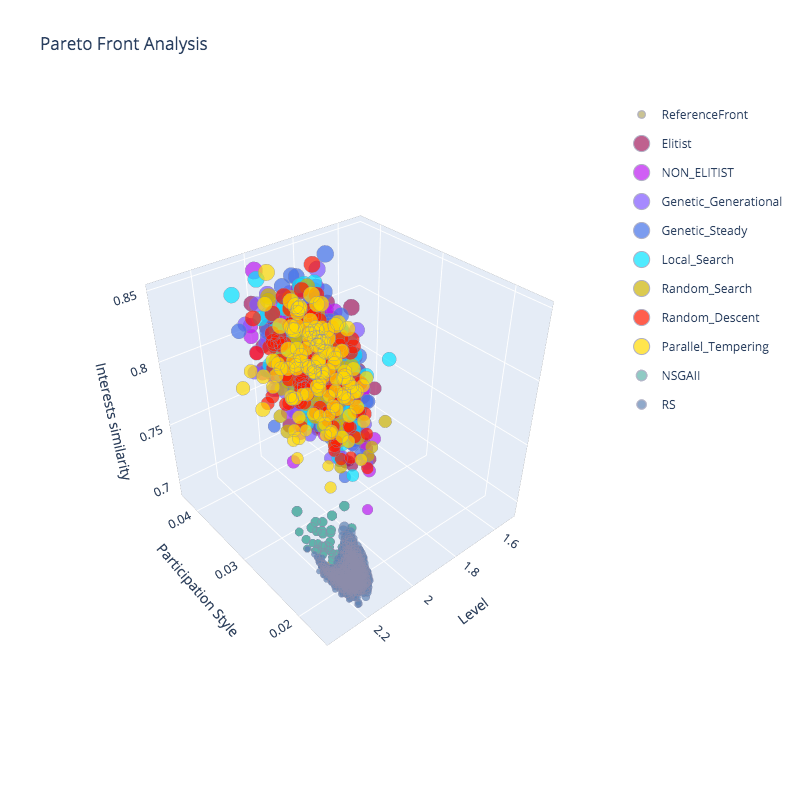 Pareto Front Analysis
ReferenceFront
Elitist
NON_ELITIST
Genetic_Generational
Genetic_Steady
Local_Search
Random_Search
Random_Descent
Parallel_Tempering
NSGAII
RS
0.85
0.8
0.75
0.7
Interests similarity
0.04
0.03
0.02
Participation Style
2.2
2
1.8
1.6
Level